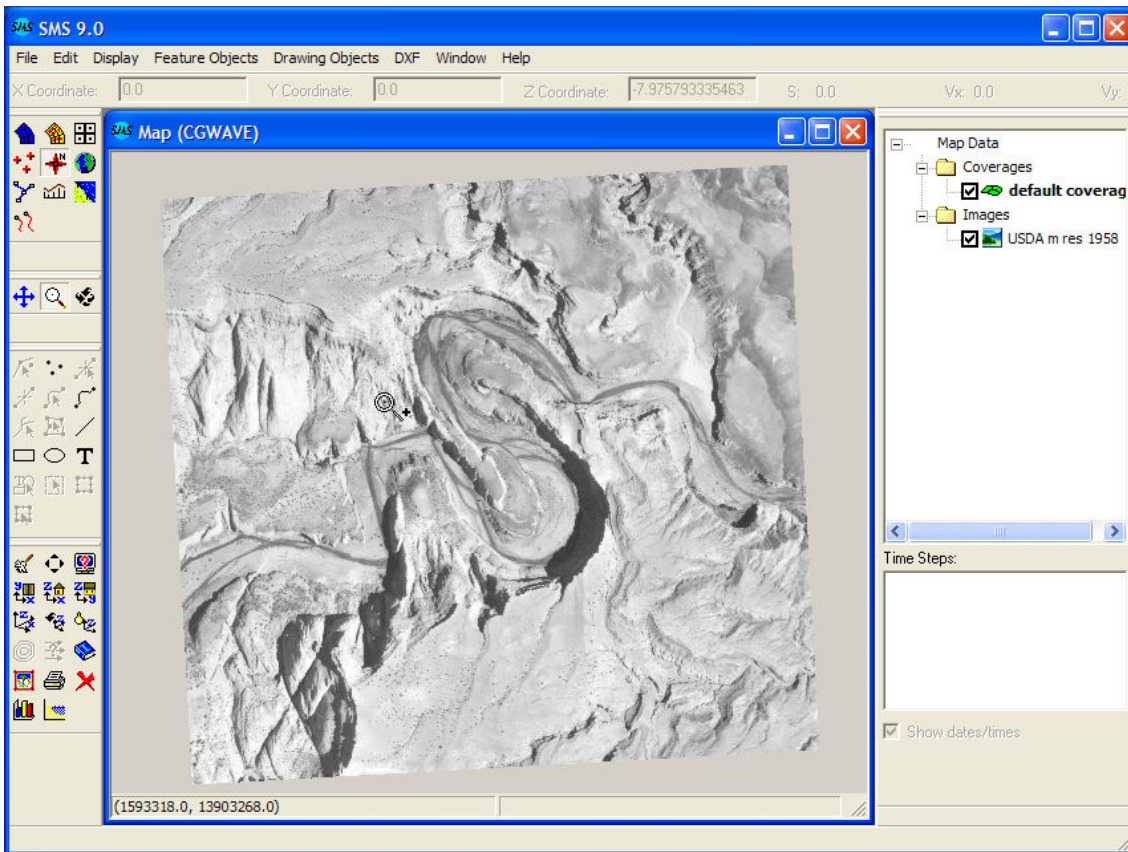 SMS SMS 9.0
File Edit Display Feature Objects Drawing Objects DXF Window Help
X Coordinate: 0.0 Y Coordinate: 0.0 Z Coordinate: -7.975793335463 S: 0.0 Vx: 0.0 Vy:
SMS Map (CGWAVE)
Map Data
Coverages
default coverag
Images
USDA m res 1958
T
Time Steps:
Show dates/times
(1593318.0, 13903268.0)